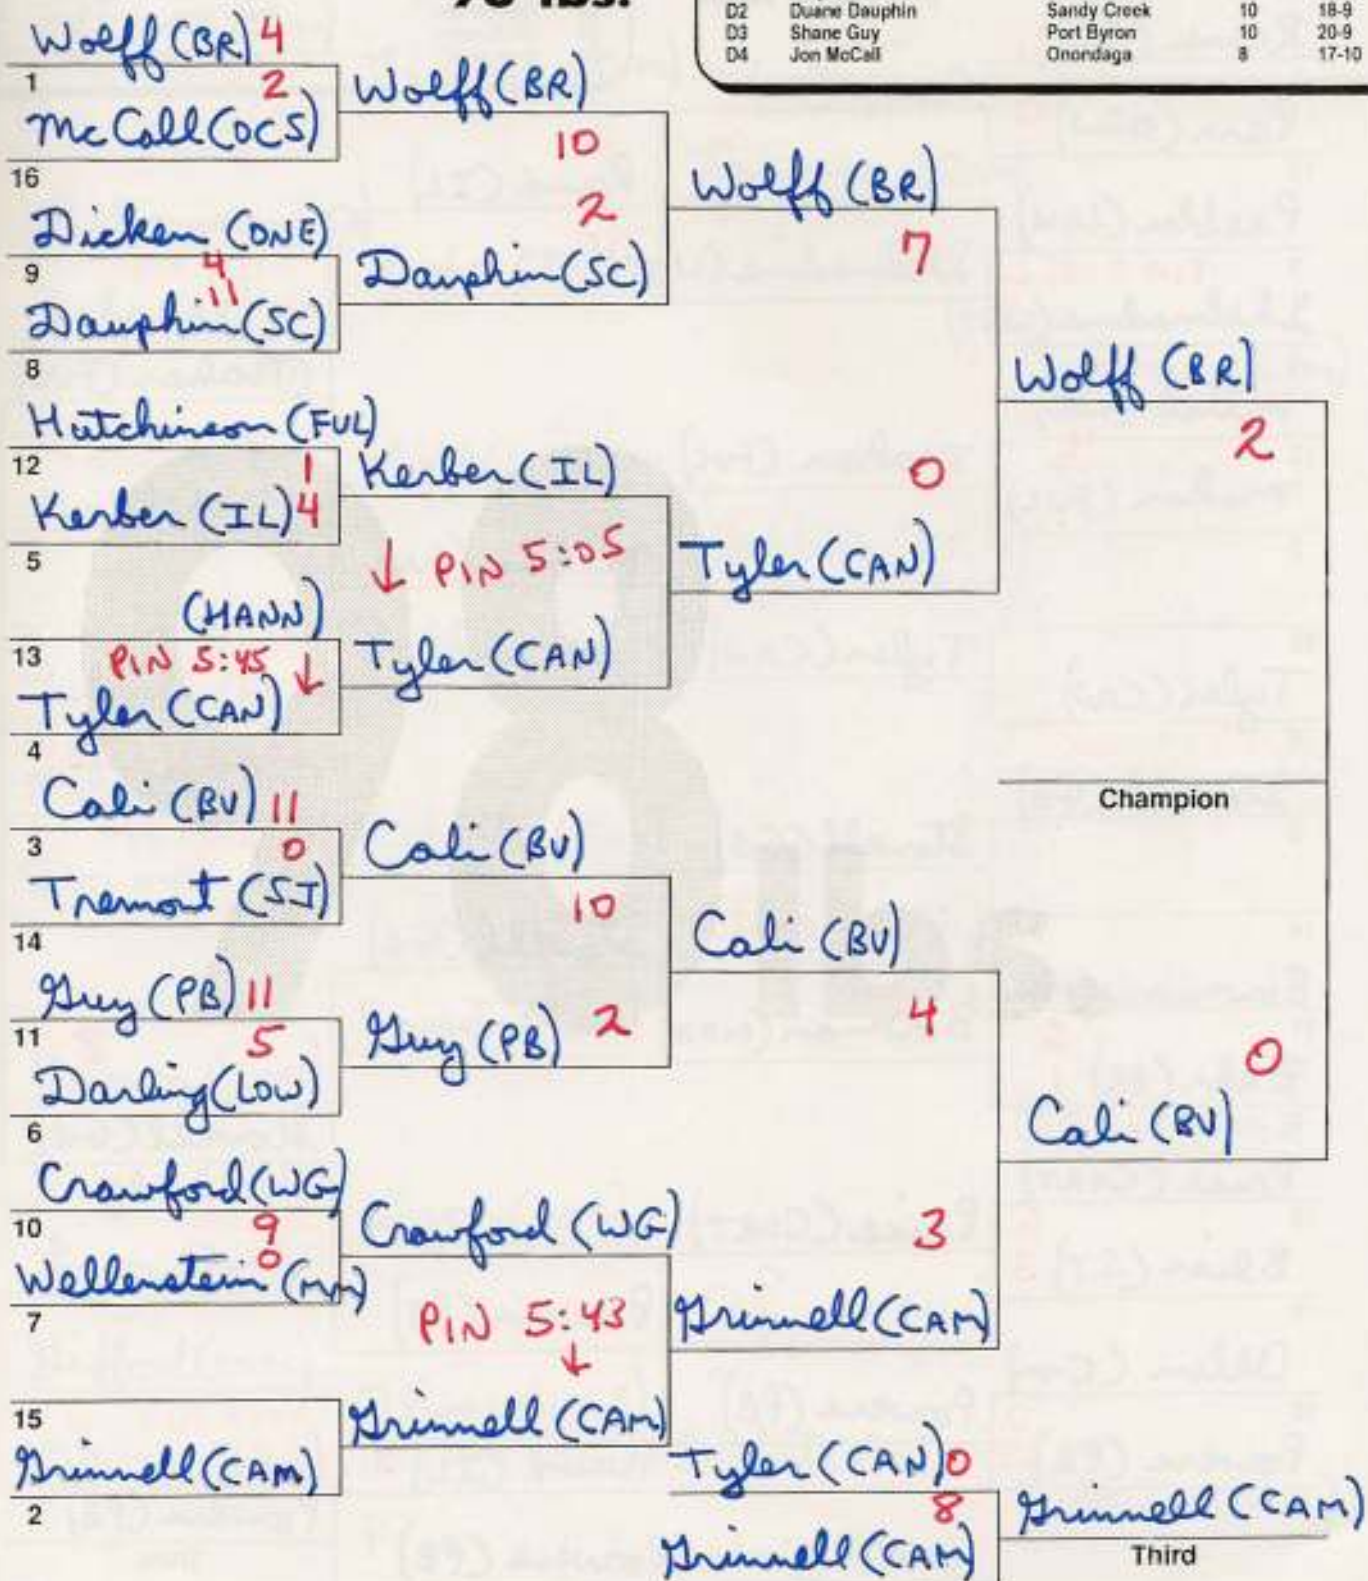 98 lbs.
D2 Duane Dauphin Sandy Creek 10 18-9
D3 Shane Guy Port Byron 10 20-9
D4 Jon McCall Onondaga 8 17-10
Wolff (BR) 4
1
2
McCall (OCS)
16
Dicken (ONE)
4
9
11
Dauphin (SC)
8
Hutchinson (FUL)
12
1
Kerber (IL) 4
5
(HANN)
13
PIN 5:45 ↓
Tyler (CAN)
4
Cali (BV) 11
3
0
Tremont (SJ)
14
Guy (PB) 11
11
5
Darling (LOW)
6
Crawford (WG)
10
9
0
Wellenstein (MM)
7
15
Grinnell (CAM)
2
Wolff (BR)
10
2
Dauphin (SC)
Kerber (IL)
↓ PIN 5:05
Tyler (CAN)
Cali (BV)
10
Guy (PB) 2
Crawford (WG)
PIN 5:43
↓
Grinnell (CAM)
Wolff (BR)
7
0
Tyler (CAN)
Cali (BV)
4
3
Grinnell (CAM)
Wolff (BR)
2
Champion
0
Cali (BV)
Tyler (CAN) 0
8
Grinnell (CAM)
Grinnell (CAM)
Third